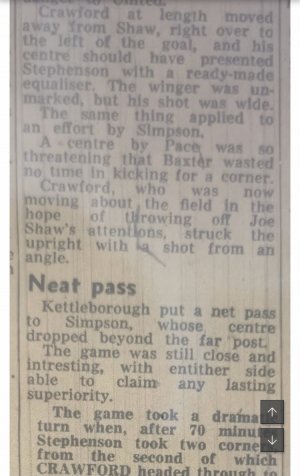 danger to United.
Crawford at length moved
away from Shaw, right over to
the left of the goal, and his
centre should have presented
Stephenson with a ready-made
equaliser. The winger was un-
marked, but his shot was wide.
The same thing applied to
an effort by Simpson.
A centre by Pace was so
threatening that Baxter wasted
no time in kicking for a corner.
Crawford, who was now
moving about the field in the
hope of throwing off Joe
Shaw's attentions, struck the
upright with a shot from an
angle.
Neat pass
Kettleborough put a net pass
to Simpson, whose centre
dropped beyond the far post.
The game was still close and
intresting, with entither side
able to claim any lasting
superiority.
The game took a drama
turn when, after 70 minu
Stephenson took two corne
from the second of which
CRAWFORD headed through to